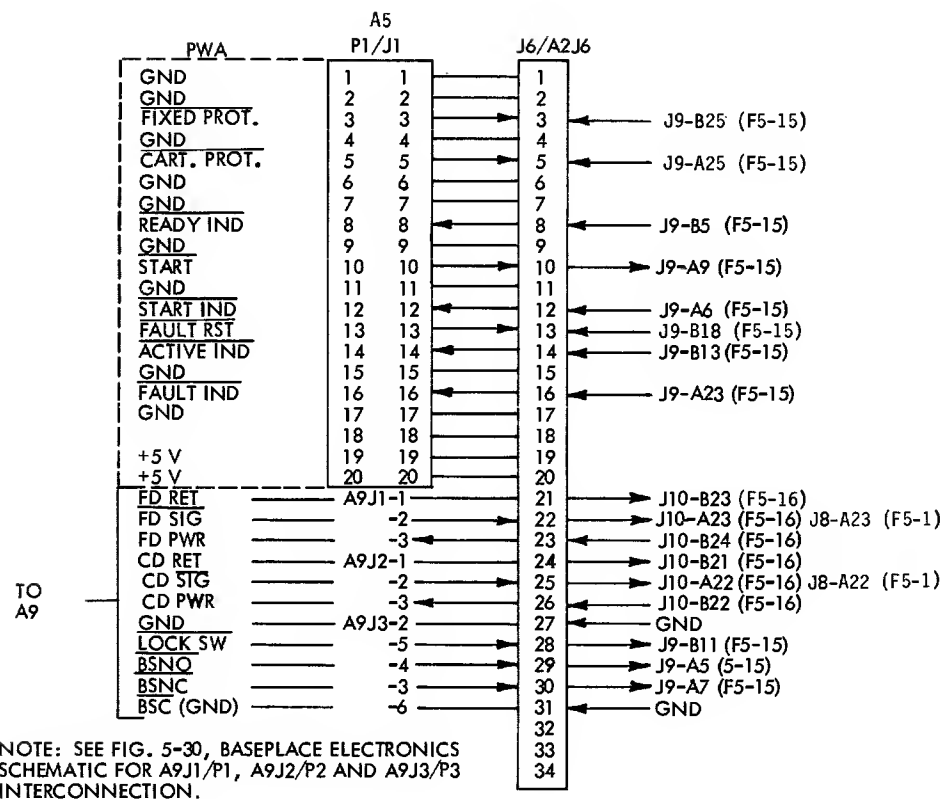 A5
PWA P1/J1 J6/A2J6
GND 1 1 1
GND 2 2 2
FIXED PROT. 3 3 3 J9-B25 (F5-15)
GND 4 4 4
CART. PROT. 5 5 5 J9-A25 (F5-15)
GND 6 6 6
GND 7 7 7
READY IND 8 8 8 J9-B5 (F5-15)
GND 9 9 9
START 10 10 10 J9-A9 (F5-15)
GND 11 11 11
START IND 12 12 12 J9-A6 (F5-15)
FAULT RST 13 13 13 J9-B18 (F5-15)
ACTIVE IND 14 14 14 J9-B13 (F5-15)
GND 15 15 15
FAULT IND 16 16 16 J9-A23 (F5-15)
GND 17 17 17
18 18 18
+5 V 19 19 19
+5 V 20 20 20
FD RET A9J1-1 21 J10-B23 (F5-16)
FD SIG -2 22 J10-A23 (F5-16) J8-A23 (F5-1)
FD PWR -3 23 J10-B24 (F5-16)
CD RET A9J2-1 24 J10-B21 (F5-16)
CD SIG -2 25 J10-A22 (F5-16) J8-A22 (F5-1)
CD PWR -3 26 J10-B22 (F5-16)
GND A9J3-2 27 GND
LOCK SW -5 28 J9-B11 (F5-15)
BSNO -4 29 J9-A5 (5-15)
BSNC -3 30 J9-A7 (F5-15)
BSC (GND) -6 31 GND
32
33
34
TO
A9
NOTE: SEE FIG. 5-30, BASEPLACE ELECTRONICS
SCHEMATIC FOR A9J1/P1, A9J2/P2 AND A9J3/P3
INTERCONNECTION.